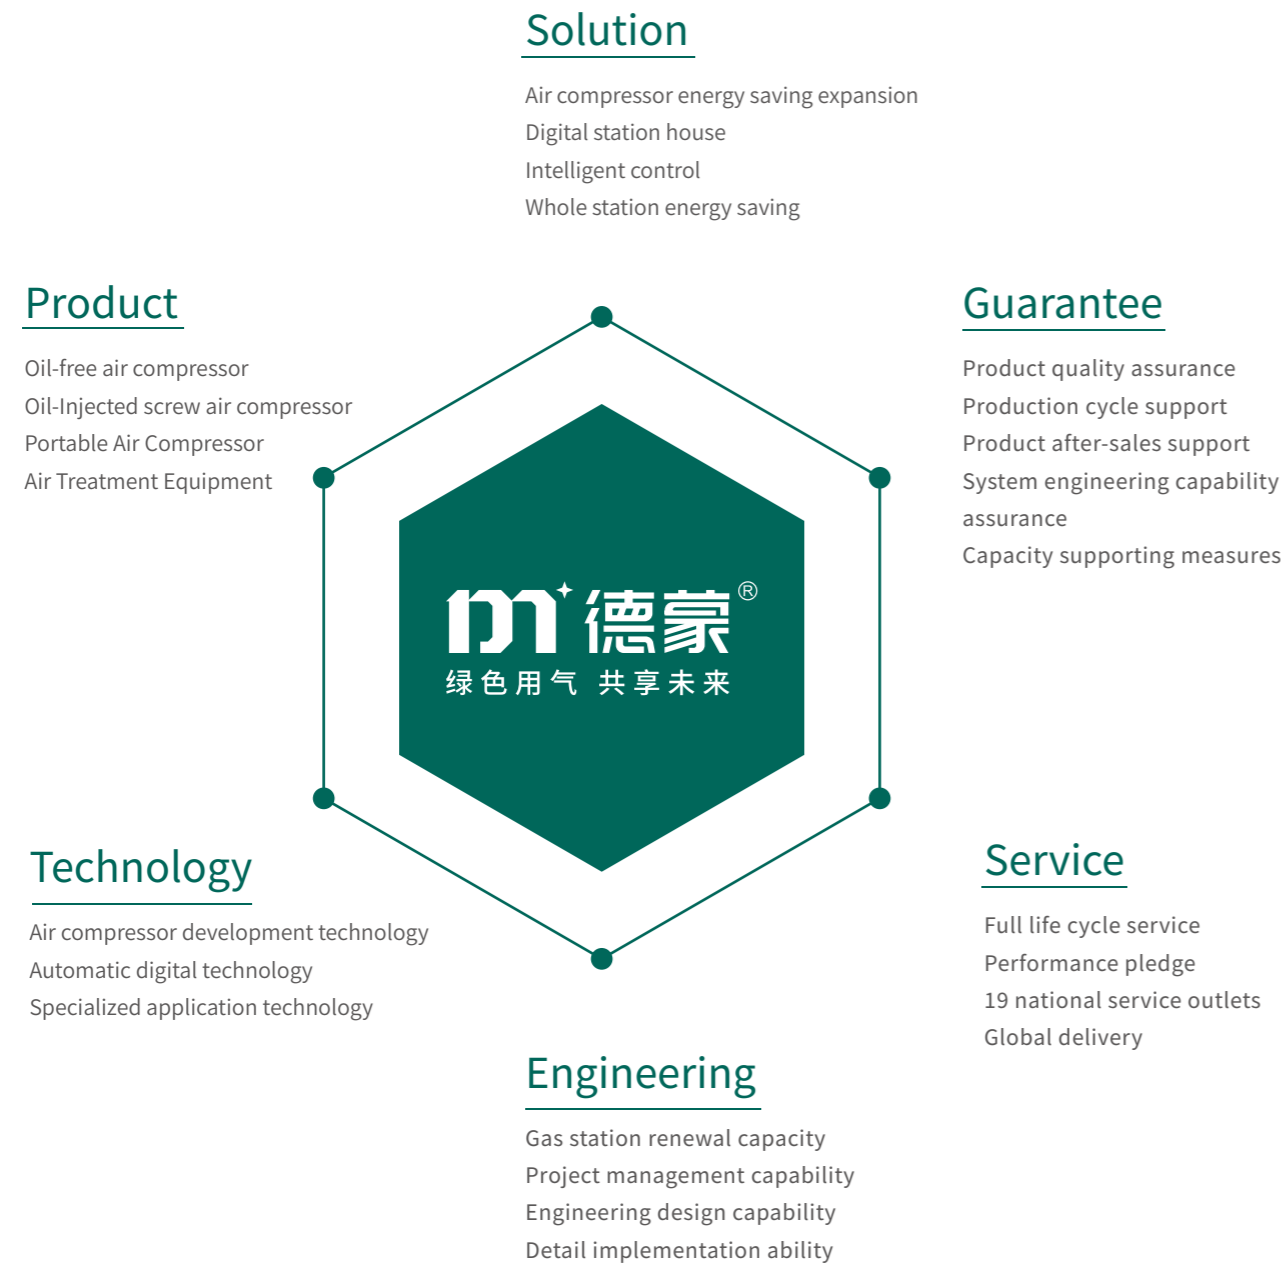 Solution
Air compressor energy saving expansion
Digital station house
Intelligent control
Whole station energy saving
Product
Oil-free air compressor
Oil-Injected screw air compressor
Portable Air Compressor
Air Treatment Equipment
Guarantee
Product quality assurance
Production cycle support
Product after-sales support
System engineering capability
assurance
Capacity supporting measures
m 德蒙®
绿色用气 共享未来
Technology
Air compressor development technology
Automatic digital technology
Specialized application technology
Service
Full life cycle service
Performance pledge
19 national service outlets
Global delivery
Engineering
Gas station renewal capacity
Project management capability
Engineering design capability
Detail implementation ability